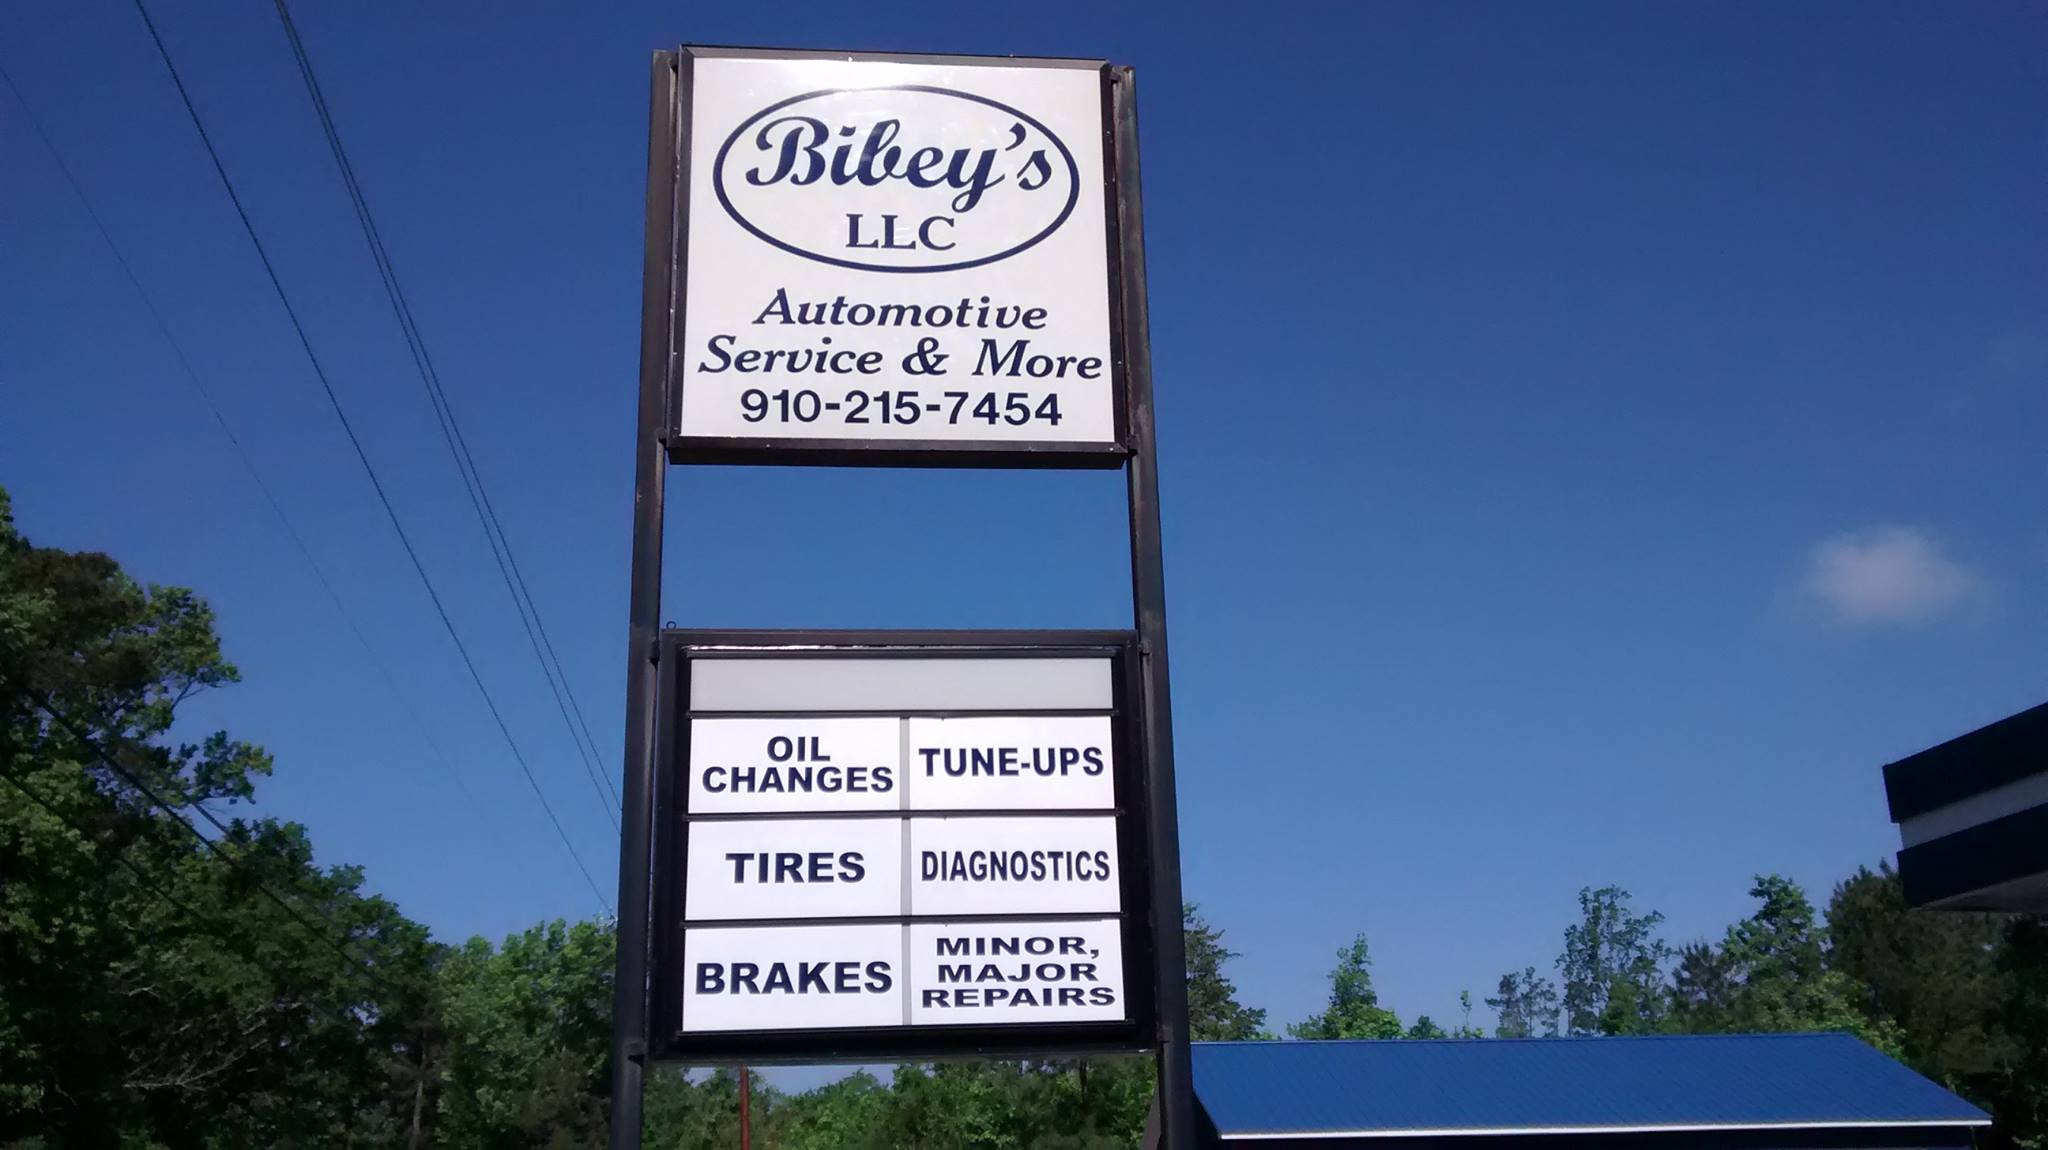 Bibey's
LLC
Automotive
Service & More
910-215-7454
OIL
CHANGES
TUNE-UPS
TIRES
DIAGNOSTICS
BRAKES
MINOR,
MAJOR
REPAIRS